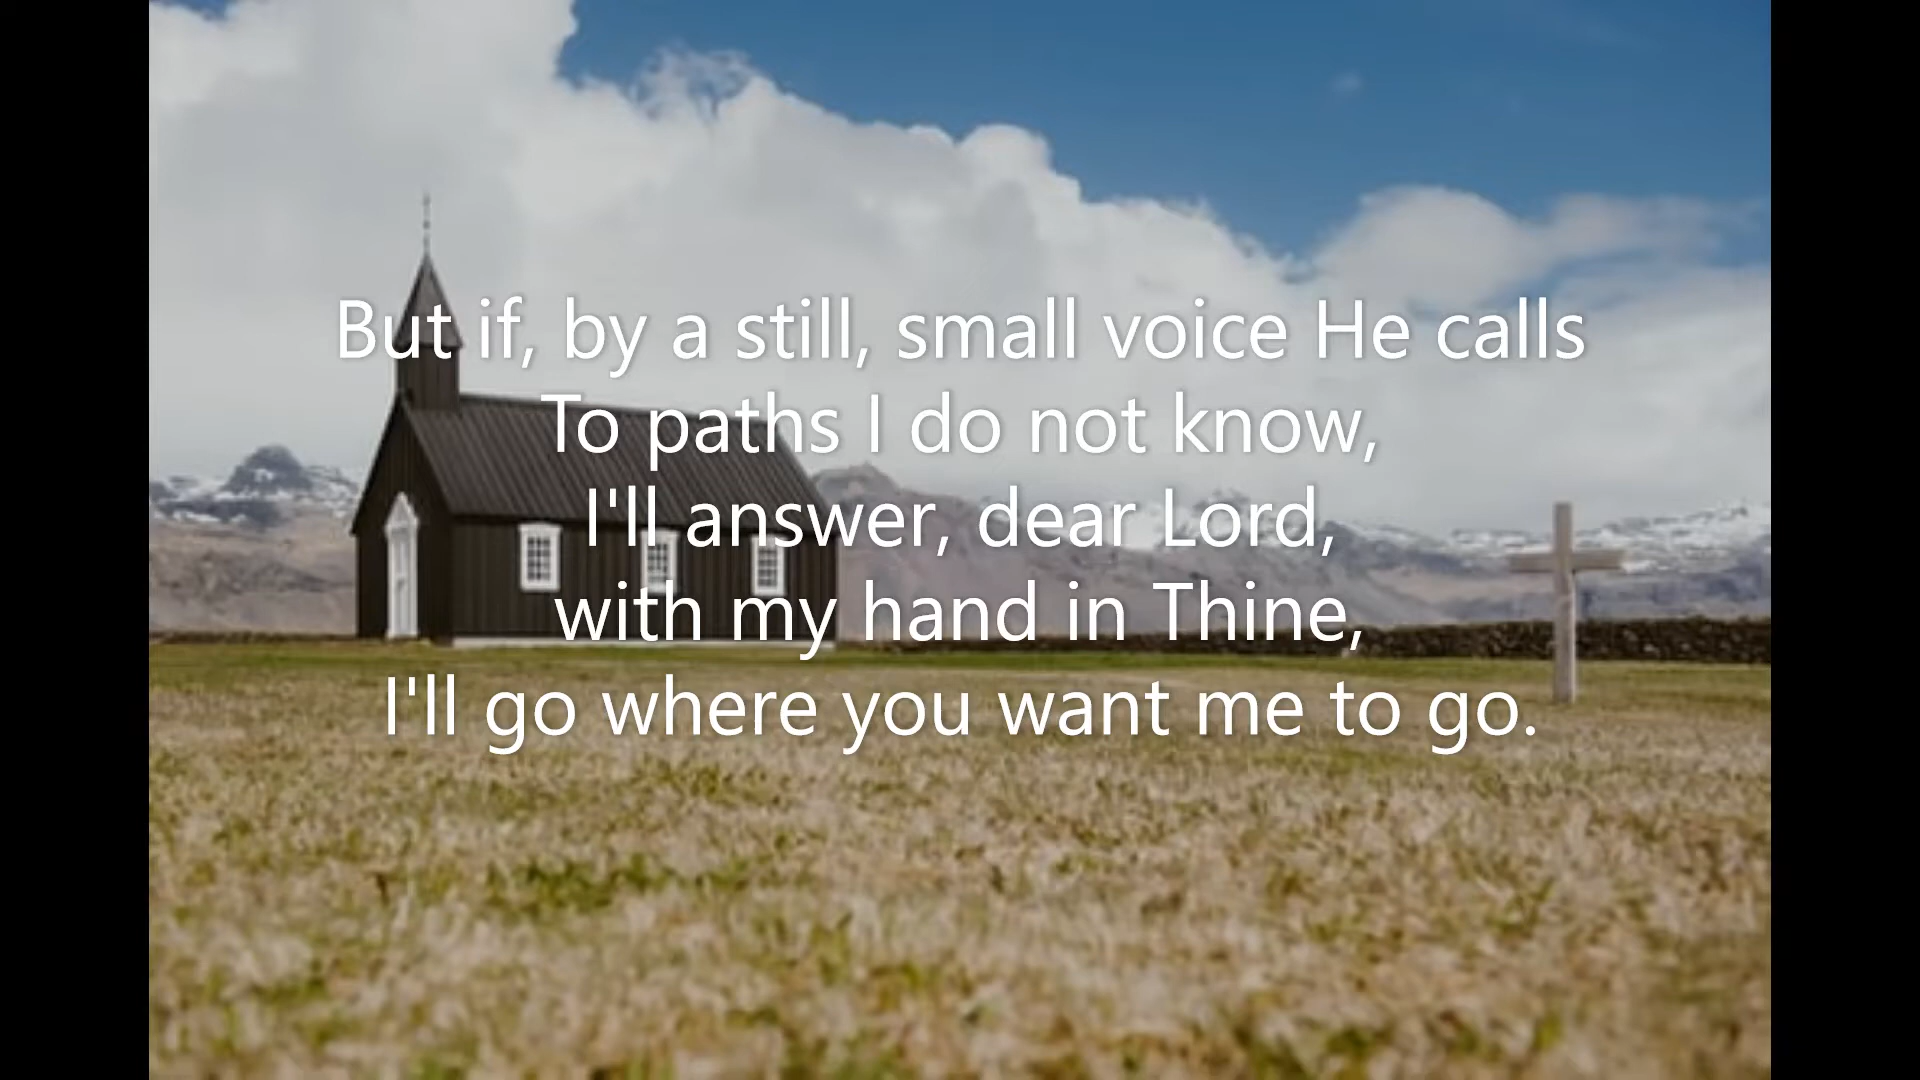 But if, by a still, small voice He calls
To paths I do not know,
I'll answer, dear Lord,
with my hand in Thine,
I'll go where you want me to go.